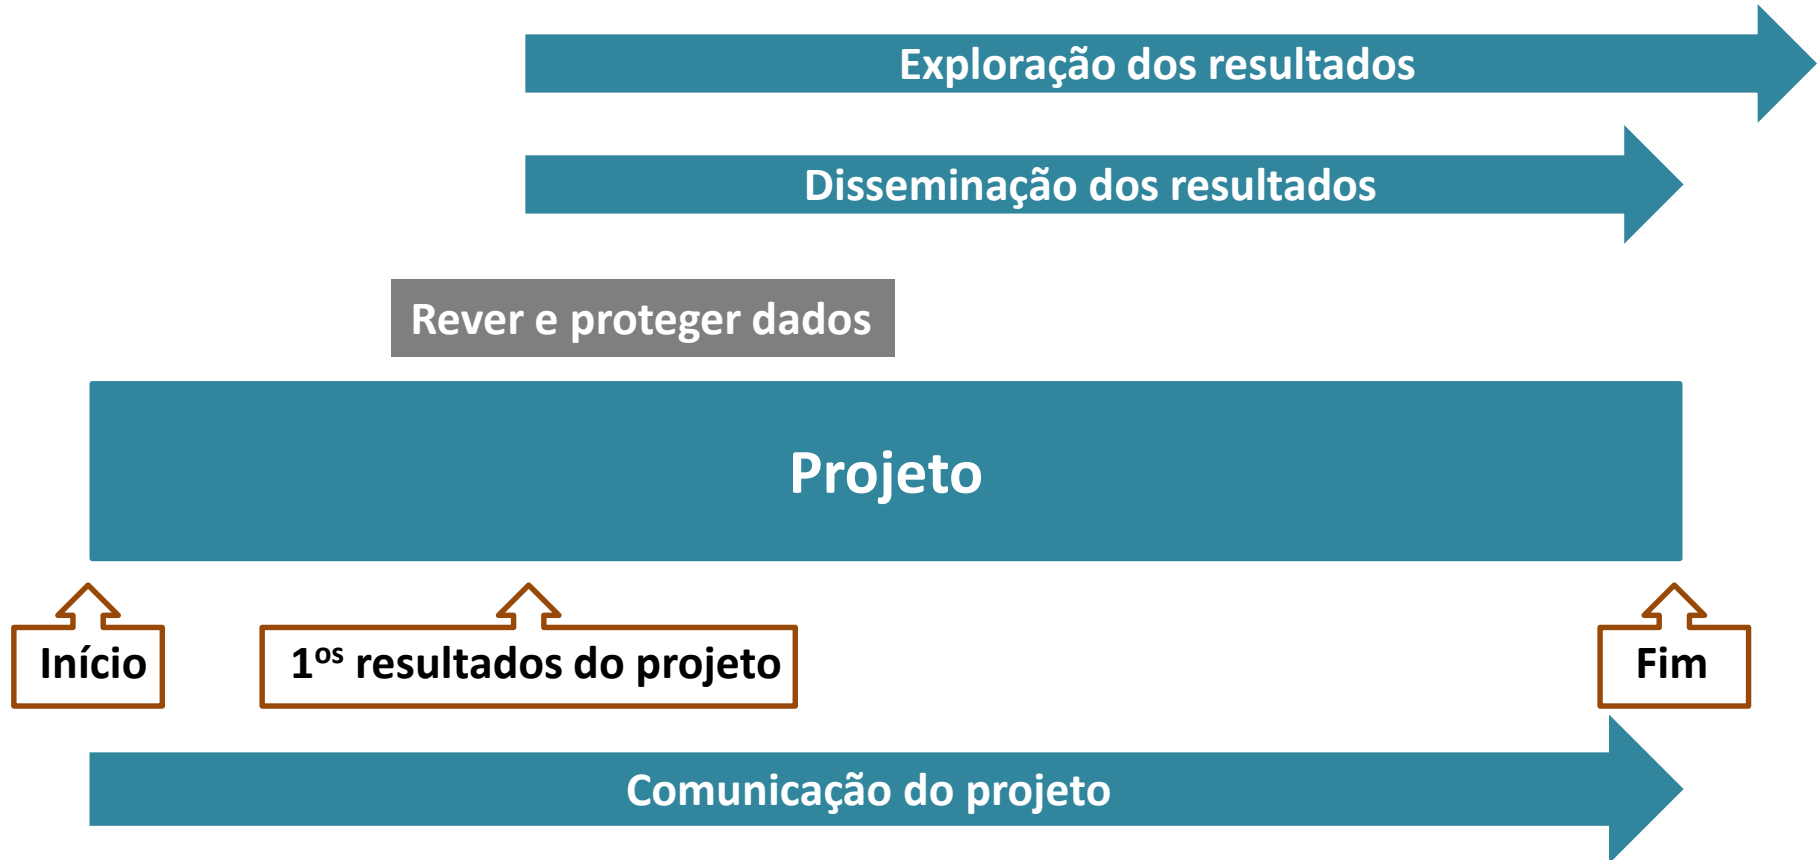 Exploração dos resultados
Disseminação dos resultados
Rever e proteger dados
Projeto
Início
1ºˢ resultados do projeto
Fim
Comunicação do projeto